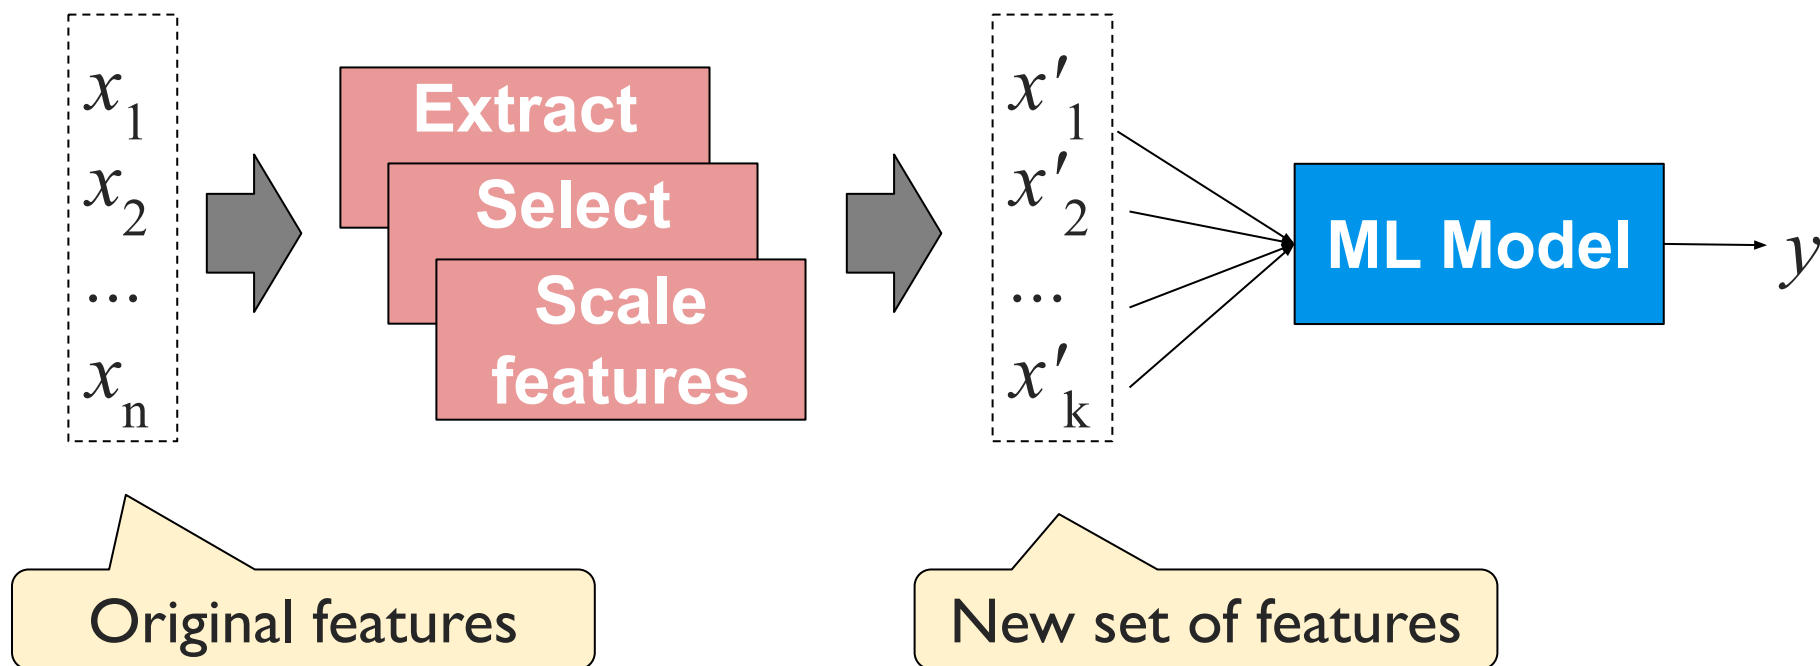 x₁
x₂
...
xₙ
Extract
Select
Scale
features
x′₁
x′₂
...
x′ₖ
ML Model
y
Original features
New set of features